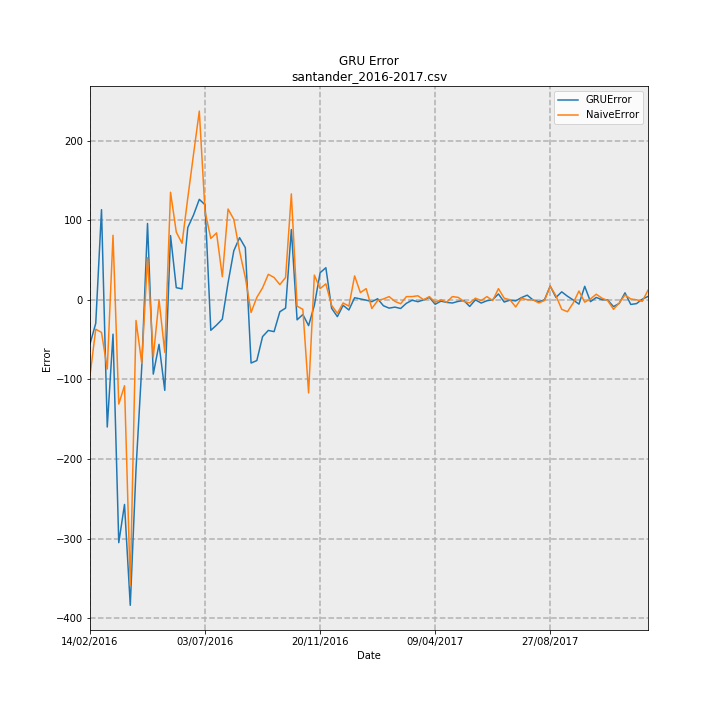 GRU Error
santander_2016-2017.csv
GRUError
NaiveError
200
100
0
−100
−200
−300
−400
Error
14/02/2016
03/07/2016
20/11/2016
09/04/2017
27/08/2017
Date